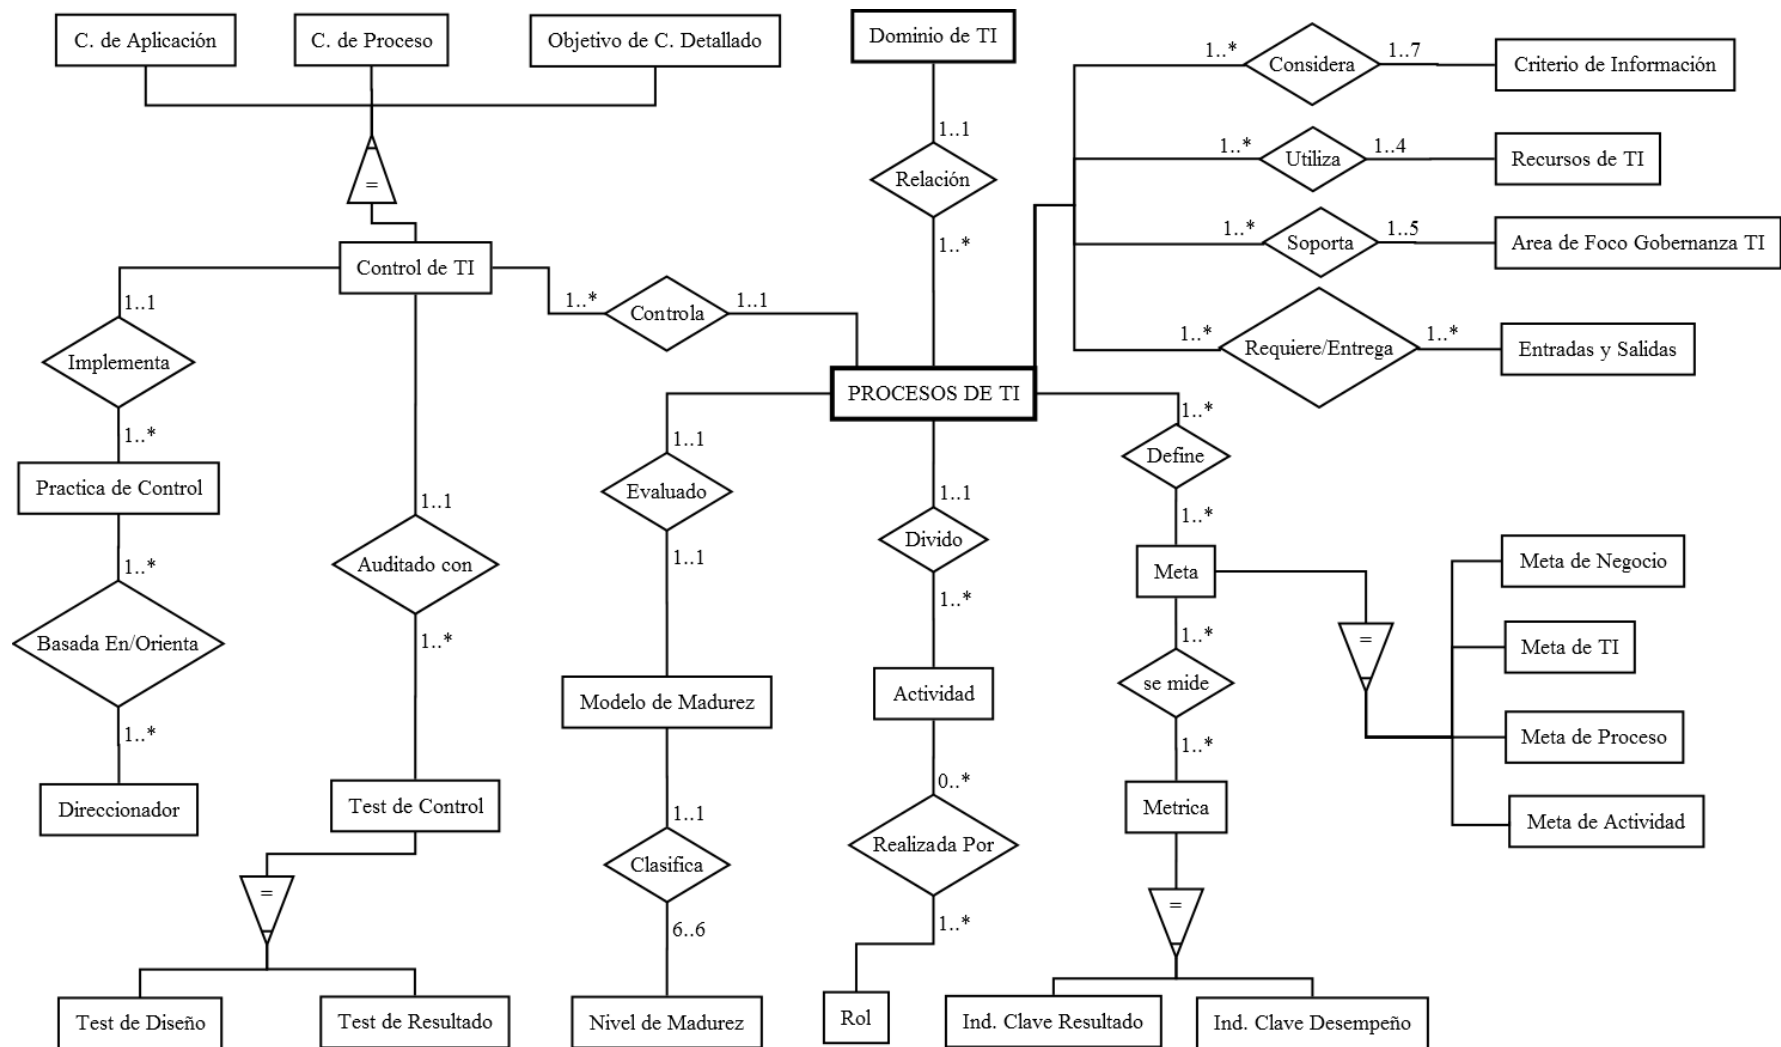 C. de Aplicación
C. de Proceso
Objetivo de C. Detallado
Dominio de TI
1..*
Considera
1..7
Criterio de Información
1..1
Relación
1..*
1..*
Utiliza
1..4
Recursos de TI
=
1..*
Soporta
1..5
Area de Foco Gobernanza TI
Control de TI
1..*
Controla
1..1
1..*
Requiere/Entrega
1..*
Entradas y Salidas
1..1
Implementa
1..*
PROCESOS DE TI
Practica de Control
1..*
Basada En/Orienta
1..*
Direccionador
1..1
Auditado con
1..*
Test de Control
=
Test de Diseño
Test de Resultado
1..1
Evaluado
1..1
Modelo de Madurez
1..1
Clasifica
6..6
Nivel de Madurez
1..1
Divido
1..*
Actividad
0..*
Realizada Por
1..*
Rol
1..*
Define
1..*
Meta
1..*
se mide
1..*
Metrica
=
Ind. Clave Resultado
Ind. Clave Desempeño
=
Meta de Negocio
Meta de TI
Meta de Proceso
Meta de Actividad